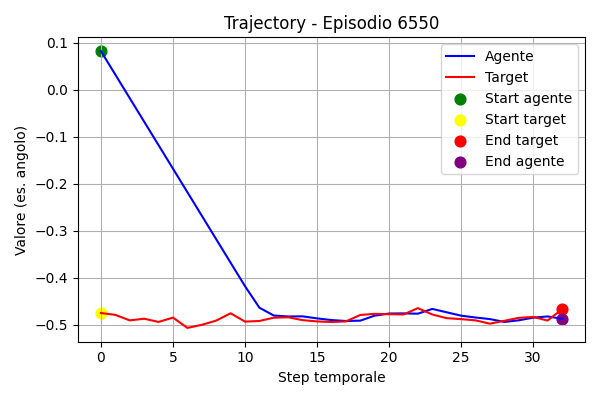 Trajectory - Episodio 6550
Valore (es. angolo)
0.1
0.0
−0.1
−0.2
−0.3
−0.4
−0.5
Agente
Target
Start agente
Start target
End target
End agente
0 5 10 15 20 25 30
Step temporale